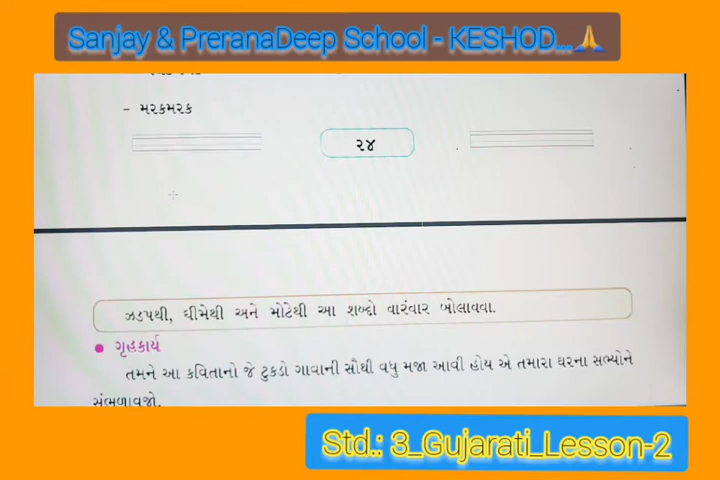 Sanjay & PreranaDeep School - KESHOD...🙏
- મરકમરક
૨૪
ઝડપથી, ધીમેથી અને મોટેથી આ શબ્દો વારંવાર બોલાવવા.
● ગૃહકાર્ય
તમને આ કવિતાનો જે ટુકડો ગાવાની સૌથી વધુ મજા આવી હોય એ તમારા ઘરના સભ્યોને
સંભળાવજો.
Std.: 3_Gujarati_Lesson-2